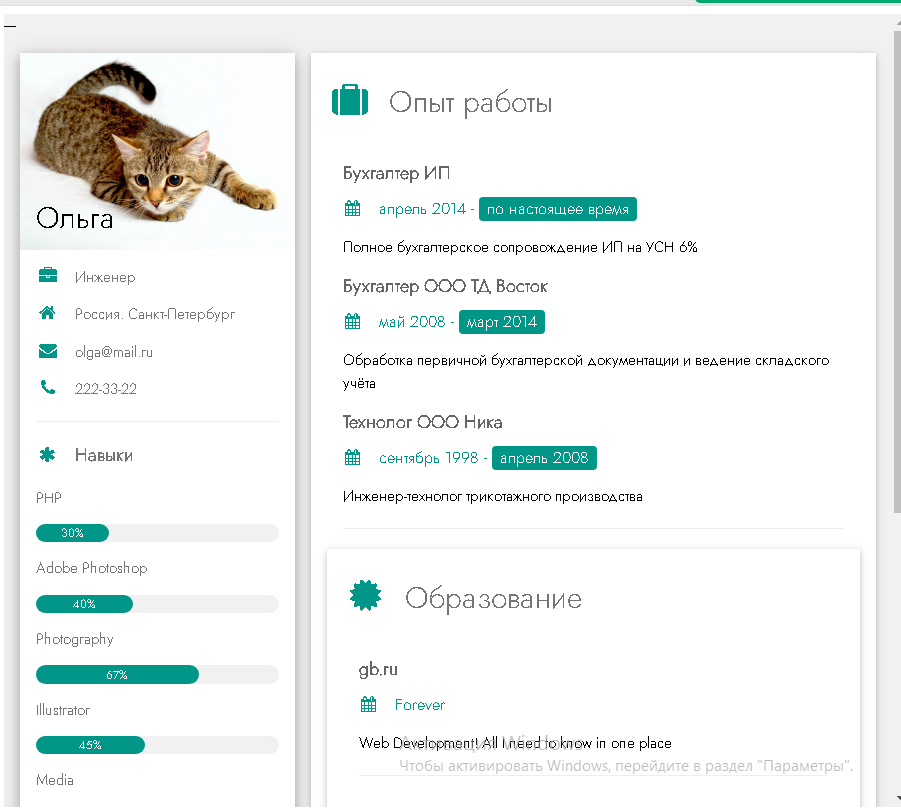 Ольга
Инженер
Россия. Санкт-Петербург
olga@mail.ru
222-33-22
Навыки
PHP
30%
Adobe Photoshop
40%
Photography
67%
Illustrator
45%
Media
Опыт работы
Бухгалтер ИП
апрель 2014 - по настоящее время
Полное бухгалтерское сопровождение ИП на УСН 6%
Бухгалтер ООО ТД Восток
май 2008 - март 2014
Обработка первичной бухгалтерской документации и ведение складского
учёта
Технолог ООО Ника
сентябрь 1998 - апрель 2008
Инженер-технолог трикотажного производства
Образование
gb.ru
Forever
Web Development! All I need to know in one place
Активация Windows
Чтобы активировать Windows, перейдите в раздел "Параметры".